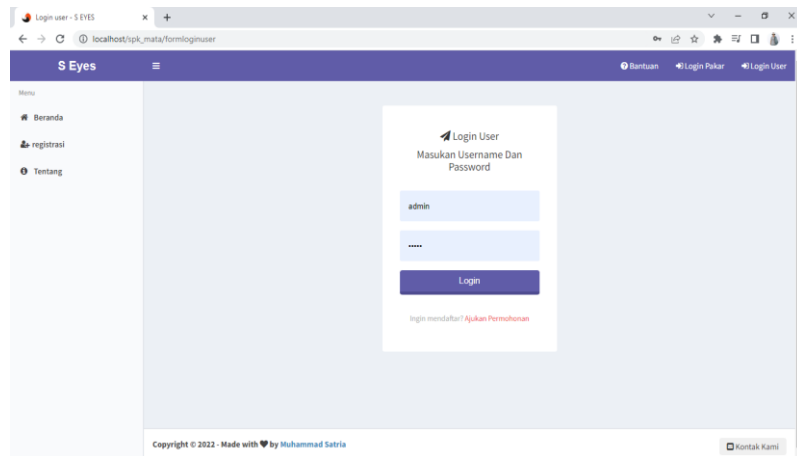 Login user - S EYES
localhost/spk_mata/formloginuser
S Eyes
Bantuan
Login Pakar
Login User
Menu
Beranda
registrasi
Tentang
Login User
Masukan Username Dan
Password
admin
•••••
Login
Ingin mendaftar? Ajukan Permohonan
Copyright © 2022 - Made with ♥ by Muhammad Satria
Kontak Kami